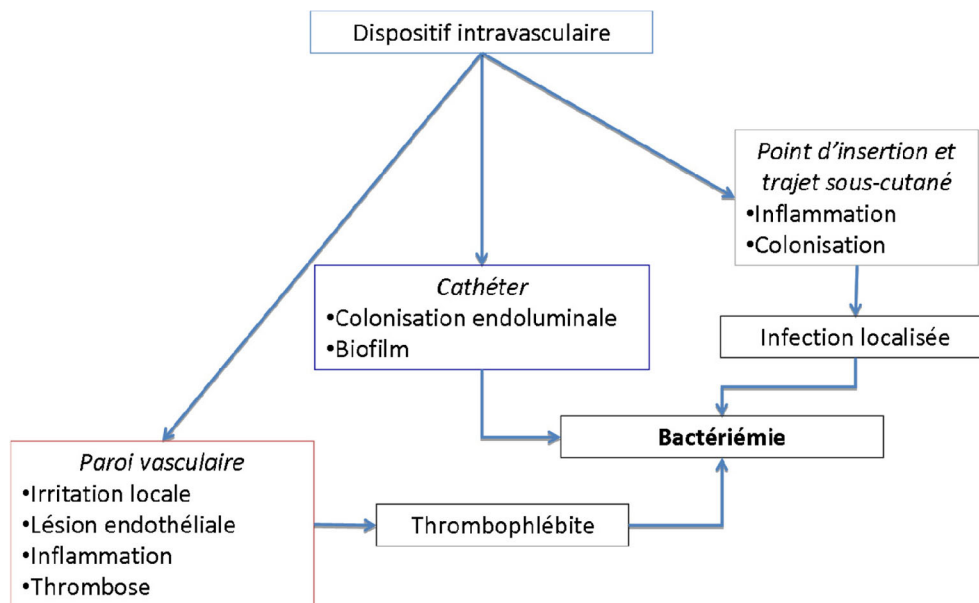 Dispositif intravasculaire
Point d'insertion et
trajet sous-cutané
•Inflammation
•Colonisation
Cathéter
•Colonisation endoluminale
•Biofilm
Infection localisée
Bactériémie
Paroi vasculaire
•Irritation locale
•Lésion endothéliale
•Inflammation
•Thrombose
Thrombophlébite